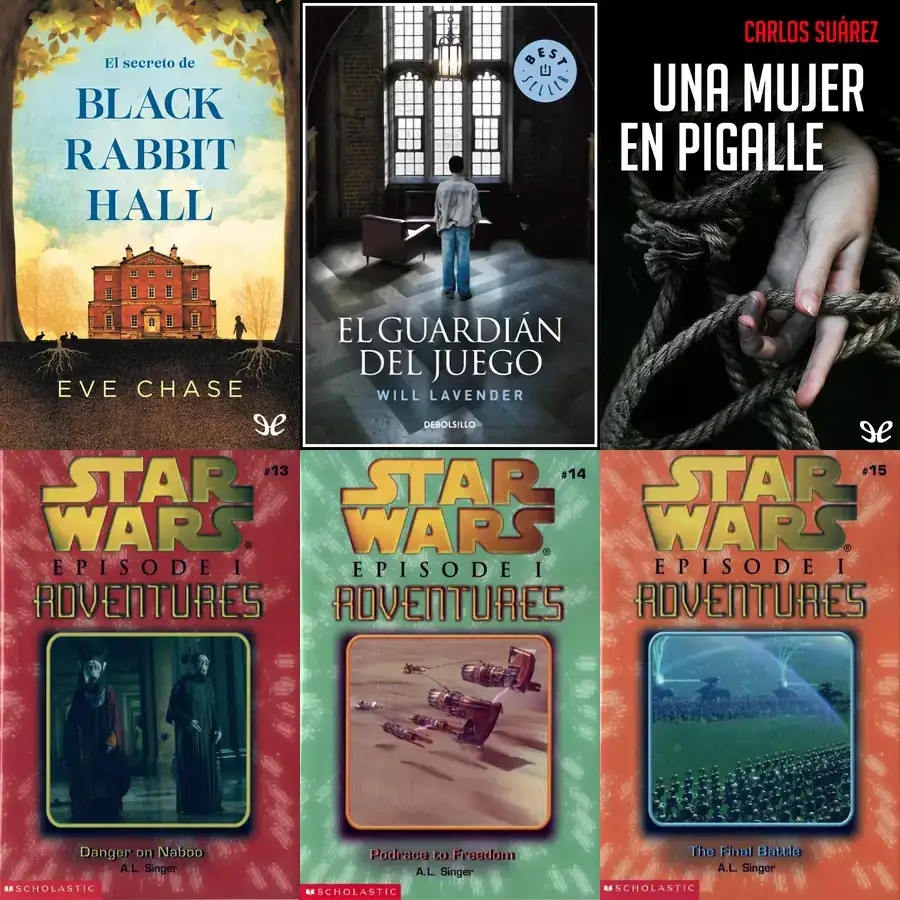 El secreto de
BLACK
RABBIT
HALL
EVE CHASE
BEST
SELLER
EL GUARDIÁN
DEL JUEGO
WILL LAVENDER
DEBOLS!LLO
CARLOS SUÁREZ
UNA MUJER
EN PIGALLE
#13
STAR
WARS®
EPISODE I
ADVENTURES
Danger on Naboo
A.L. Singer
SCHOLASTIC
#14
STAR
WARS®
EPISODE I
ADVENTURES
Podrace to Freedom
A.L. Singer
SCHOLASTIC
#15
STAR
WARS®
EPISODE I
ADVENTURES
The Final Battle
A.L. Singer
SCHOLASTIC